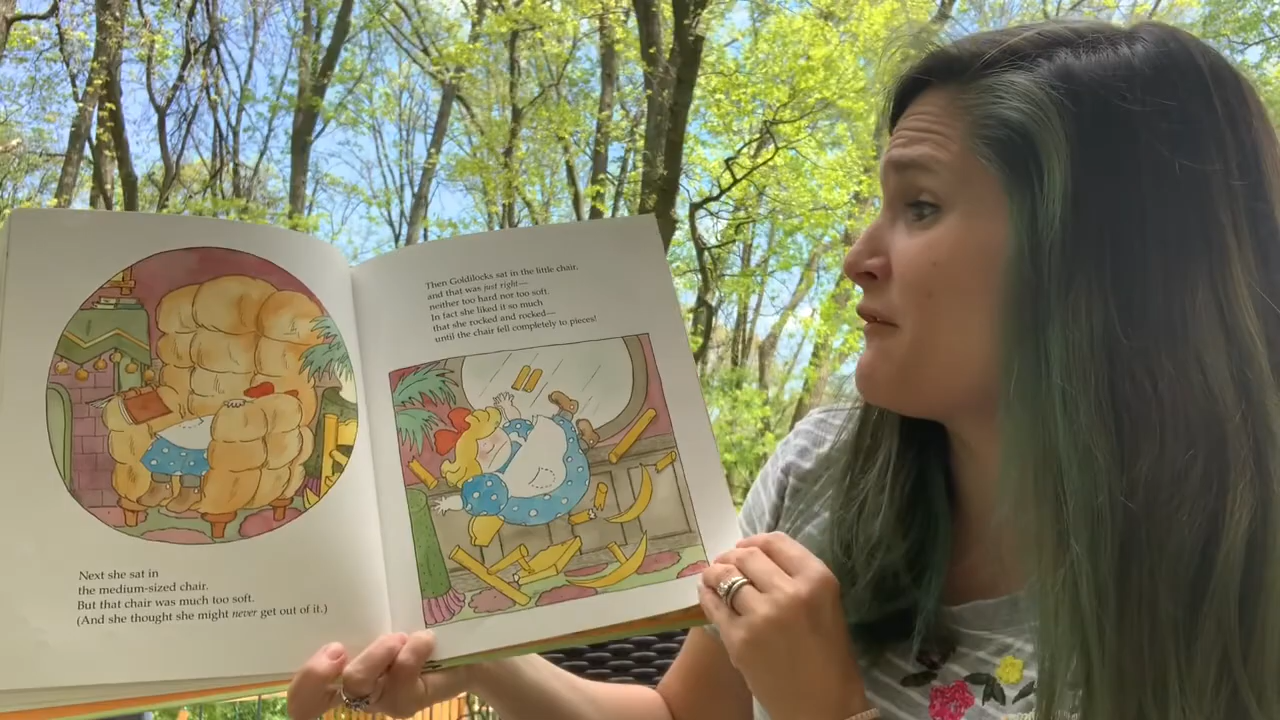 Next she sat in
the medium-sized chair.
But that chair was much too soft.
(And she thought she might never get out of it.)
Then Goldilocks sat in the little chair,
and that was just right—
neither too hard nor too soft.
In fact she liked it so much
that she rocked and rocked—
until the chair fell completely to pieces!